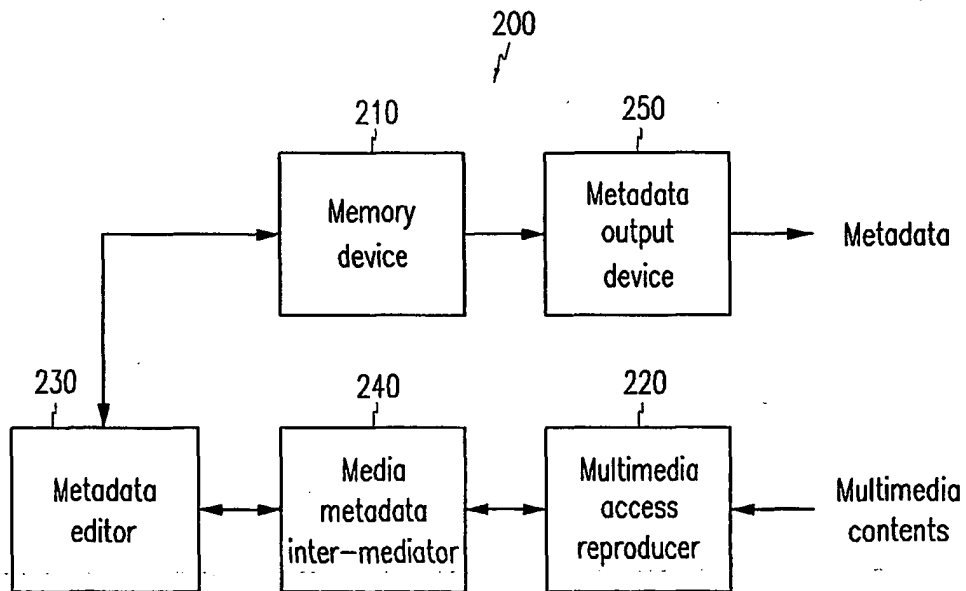 200
210
250
Memory
device
Metadata
output
device
Metadata
230
240
220
Metadata
editor
Media
metadata
inter-mediator
Multimedia
access
reproducer
Multimedia
contents